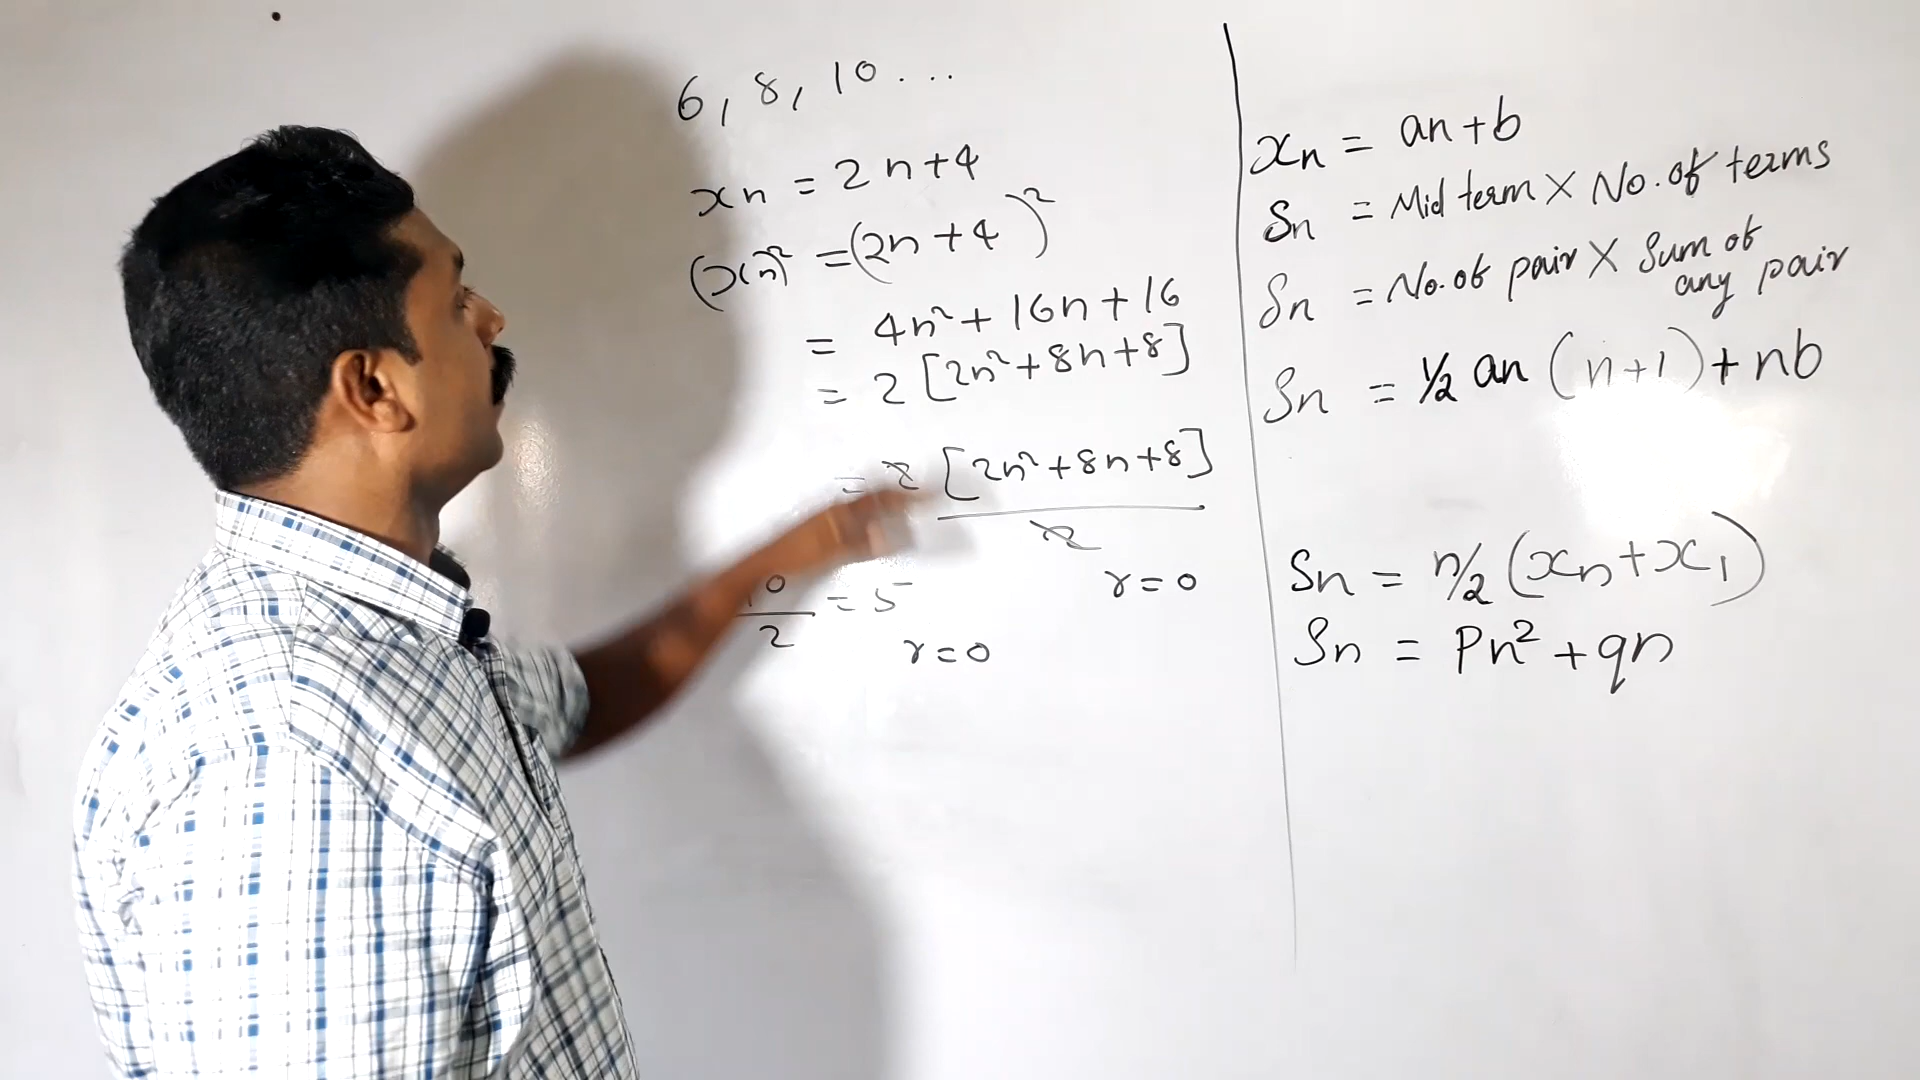 6, 8, 10 ...
xn = 2n+4
(xn)² = (2n+4)²
= 4n²+16n+16
= 2[2n²+8n+8]
= 2[2n²+8n+8]
2
r=0
10
2
= 5
r=0
xn = an+b
Sn = Mid term × No. of terms
Sn = No. of pair × Sum of
any pair
Sn = ½ an (n+1)+nb
Sn = n/2 (xn+x1)
Sn = Pn²+qn